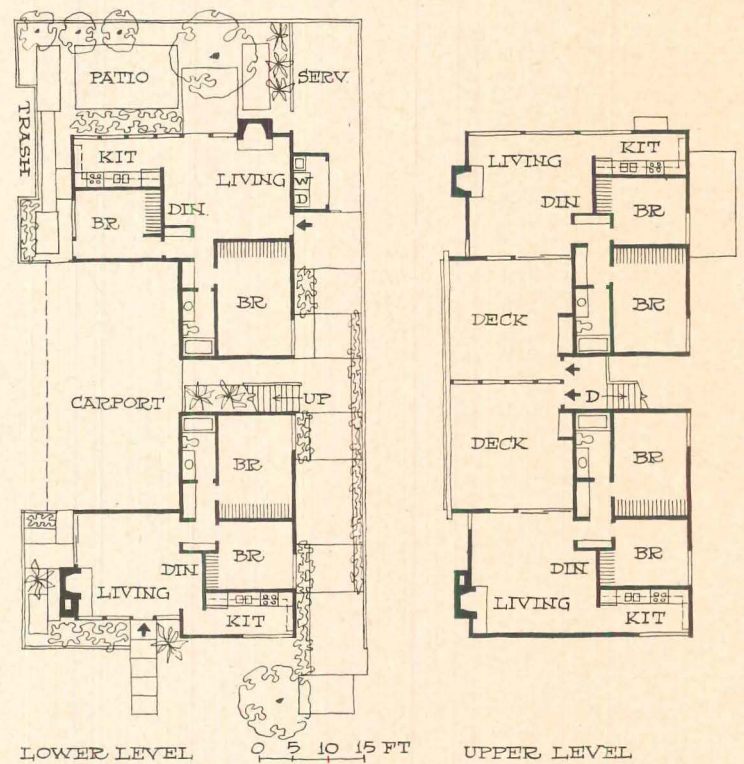 PATIO
SERV.
TRASH
KIT
LIVING
W
D
DIN.
BR
BR
UP
CARPORT
BR
BR
DIN
LIVING
KIT
LOWER LEVEL
0 5 10 15 FT
LIVING
KIT
DIN
BR
BR
DECK
D
DECK
BR
BR
DIN
LIVING
KIT
UPPER LEVEL